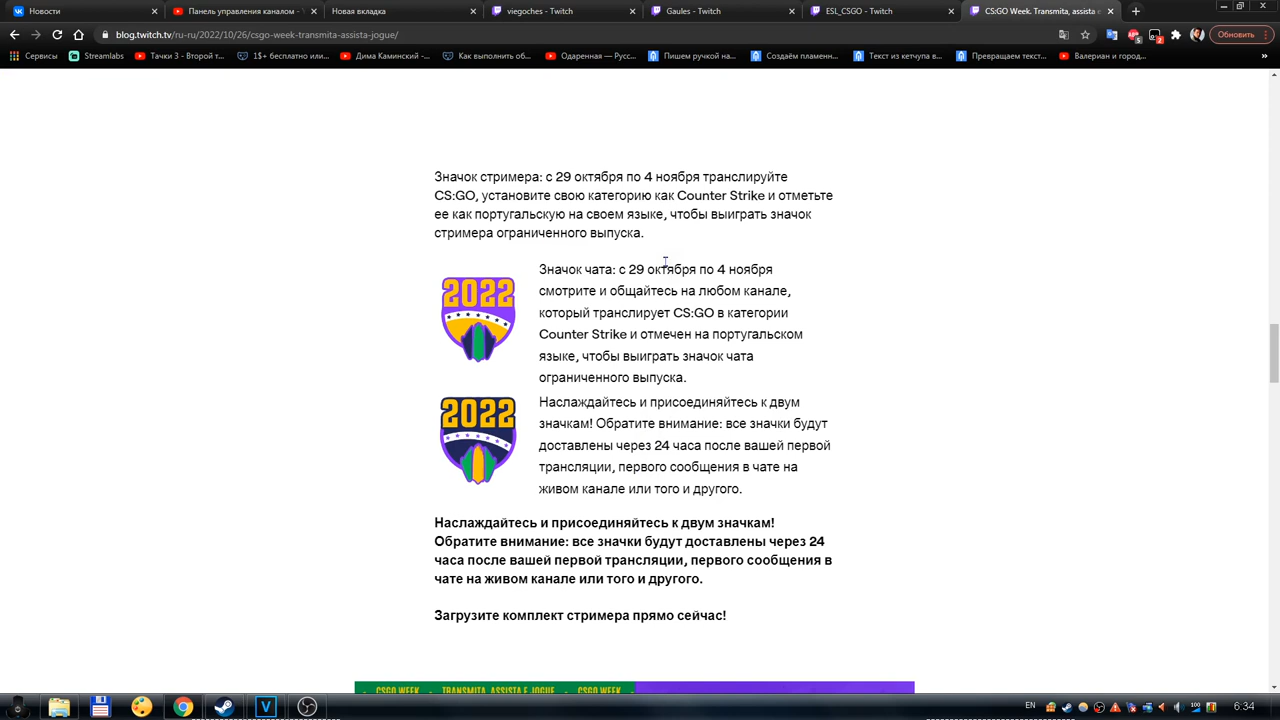 Новости
Панель управления каналом - Y
Новая вкладка
viegoches - Twitch
Gaules - Twitch
ESL_CSGO - Twitch
CS:GO Week. Transmita, assista e
blog.twitch.tv/ru-ru/2022/10/26/csgo-week-transmita-assista-jogue/
Обновить
Сервисы
Streamlabs
Тачки 3 - Второй т...
1$+ бесплатно или...
Дима Каминский -...
Как выполнить об...
Одаренная — Русс...
Пишем ручкой на...
Создаём пламенн...
Текст из кетчупа в...
Превращаем текст...
Валериан и город...
Значок стримера: с 29 октября по 4 ноября транслируйте
CS:GO, установите свою категорию как Counter Strike и отметьте
ее как португальскую на своем языке, чтобы выиграть значок
стримера ограниченного выпуска.
2022
Значок чата: с 29 октября по 4 ноября
смотрите и общайтесь на любом канале,
который транслирует CS:GO в категории
Counter Strike и отмечен на португальском
языке, чтобы выиграть значок чата
ограниченного выпуска.
2022
Наслаждайтесь и присоединяйтесь к двум
значкам! Обратите внимание: все значки будут
доставлены через 24 часа после вашей первой
трансляции, первого сообщения в чате на
живом канале или того и другого.
Наслаждайтесь и присоединяйтесь к двум значкам!
Обратите внимание: все значки будут доставлены через 24
часа после вашей первой трансляции, первого сообщения в
чате на живом канале или того и другого.
Загрузите комплект стримера прямо сейчас!
CSGO WEEK - TRANSMITA, ASSISTA E JOGUE - CSGO WEEK -
EN
6:34